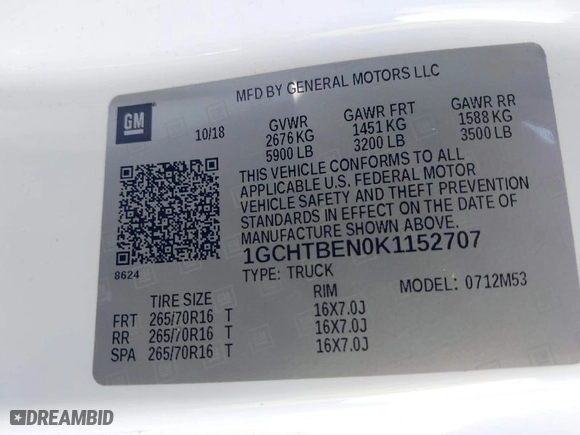 MFD BY GENERAL MOTORS LLC
GM
10/18
GVWR GAWR FRT GAWR RR
2676 KG 1451 KG 1588 KG
5900 LB 3200 LB 3500 LB
THIS VEHICLE CONFORMS TO ALL
APPLICABLE U.S. FEDERAL MOTOR
VEHICLE SAFETY AND THEFT PREVENTION
STANDARDS IN EFFECT ON THE DATE OF
MANUFACTURE SHOWN ABOVE.
8624
1GCHTBEN0K1152707
TYPE: TRUCK MODEL: 0712M53
TIRE SIZE RIM
FRT 265/70R16 T 16X7.0J
RR 265/70R16 T 16X7.0J
SPA 265/70R16 T 16X7.0J
DREAMBID